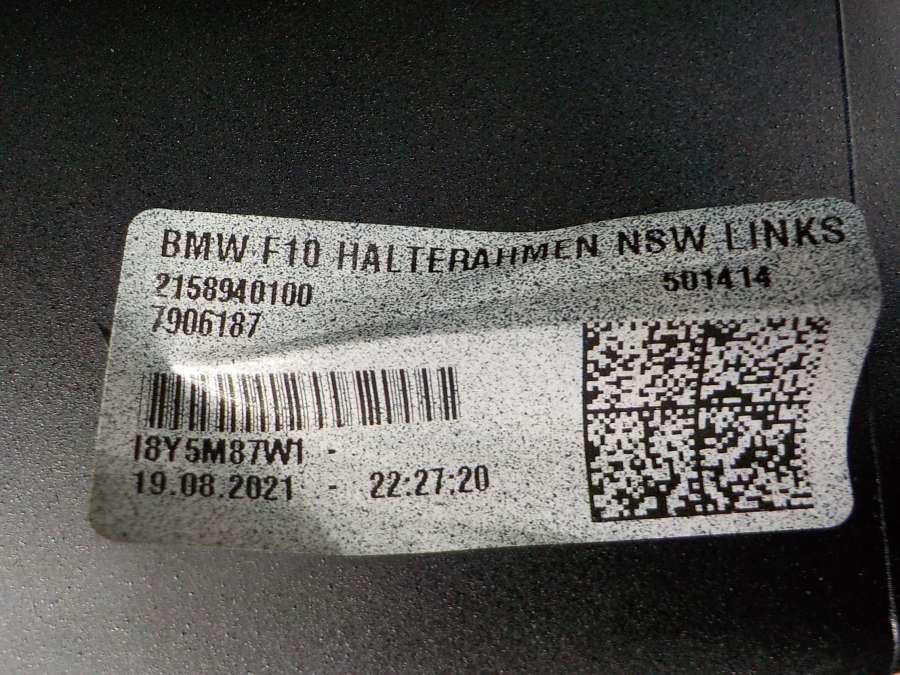 BMW F10 HALTERAHMEN NSW LINKS
2158940100 501414
7906187
I8Y5M87W1 -
19.08.2021 - 22:27:20